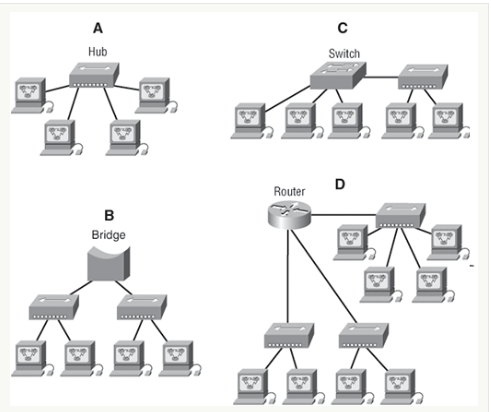 A
Hub
C
Switch
B
Bridge
D
Router